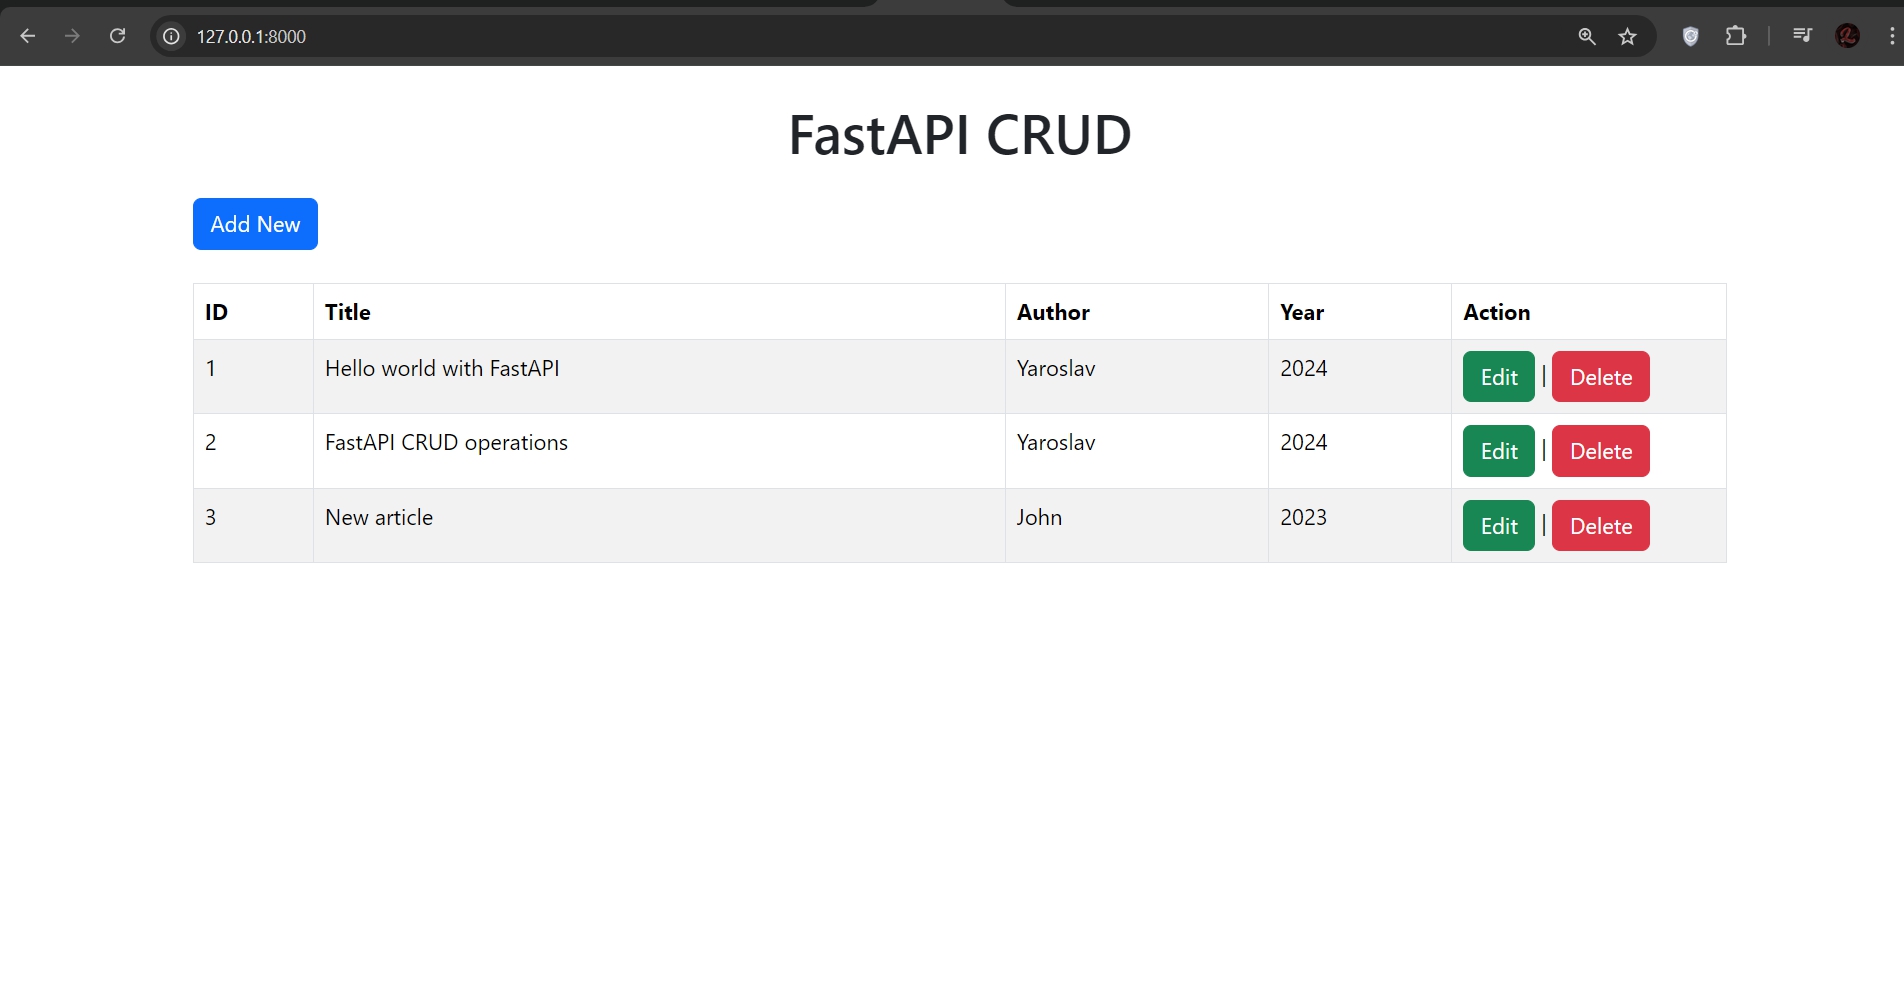 127.0.0.1:8000
FastAPI CRUD
Add New
ID Title Author Year Action
1 Hello world with FastAPI Yaroslav 2024 Edit | Delete
2 FastAPI CRUD operations Yaroslav 2024 Edit | Delete
3 New article John 2023 Edit | Delete